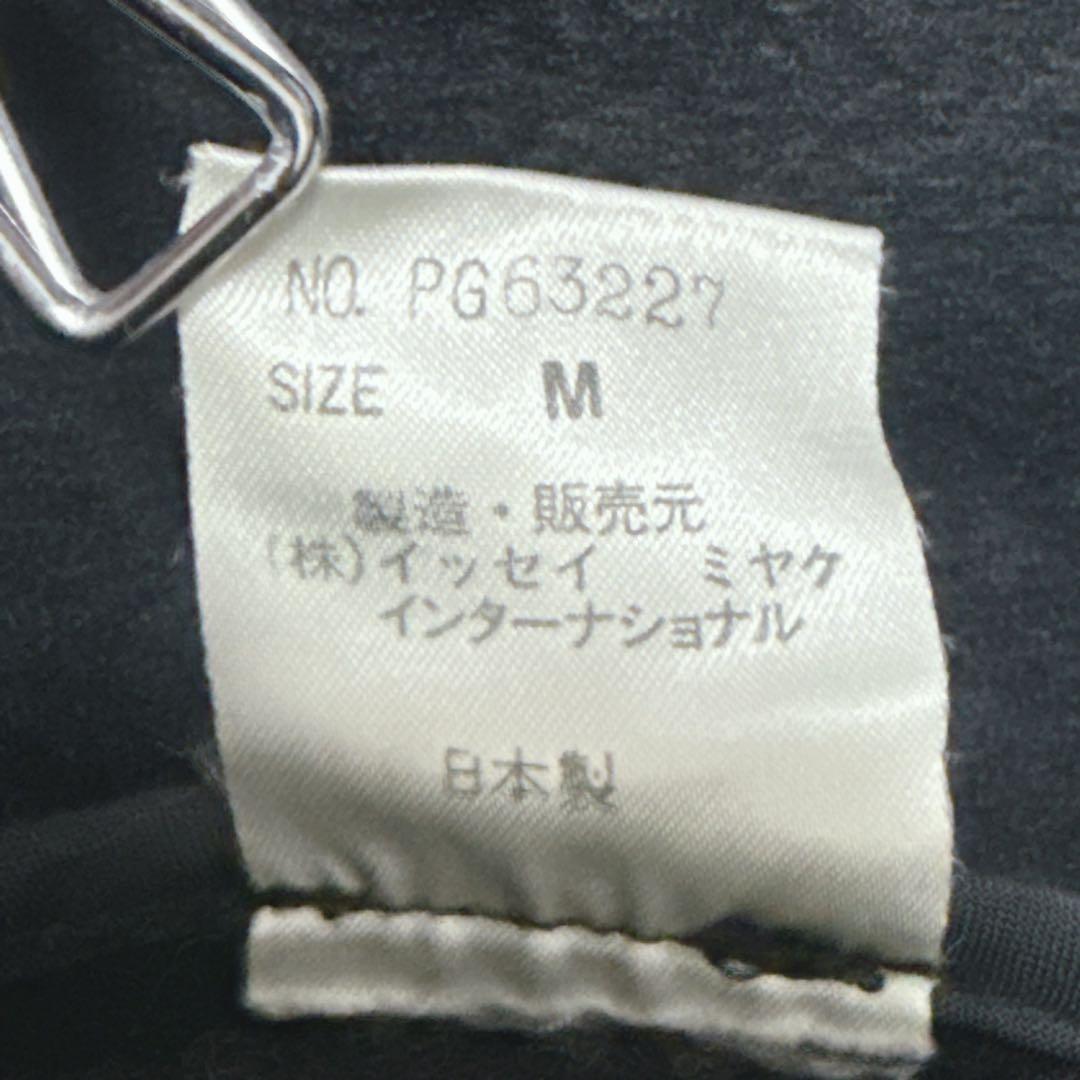 NO. PG63227
SIZE M
製造・販売元
(株)イッセイ ミヤケ
インターナショナル
日本製